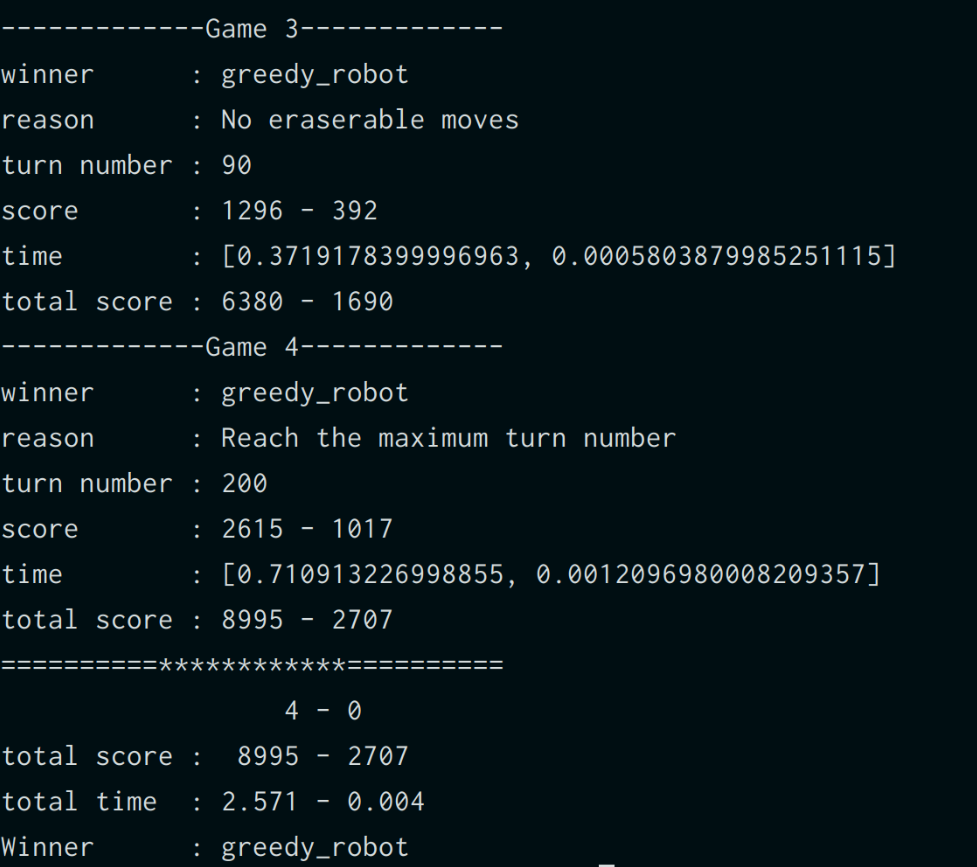 -------------Game 3-------------
winner      : greedy_robot
reason      : No eraserable moves
turn number : 90
score       : 1296 - 392
time        : [0.3719178399996963, 0.0005803879985251115]
total score : 6380 - 1690
-------------Game 4-------------
winner      : greedy_robot
reason      : Reach the maximum turn number
turn number : 200
score       : 2615 - 1017
time        : [0.710913226998855, 0.0012096980008209357]
total score : 8995 - 2707
==========************==========
                  4 - 0
total score :  8995 - 2707
total time  : 2.571 - 0.004
Winner      : greedy_robot